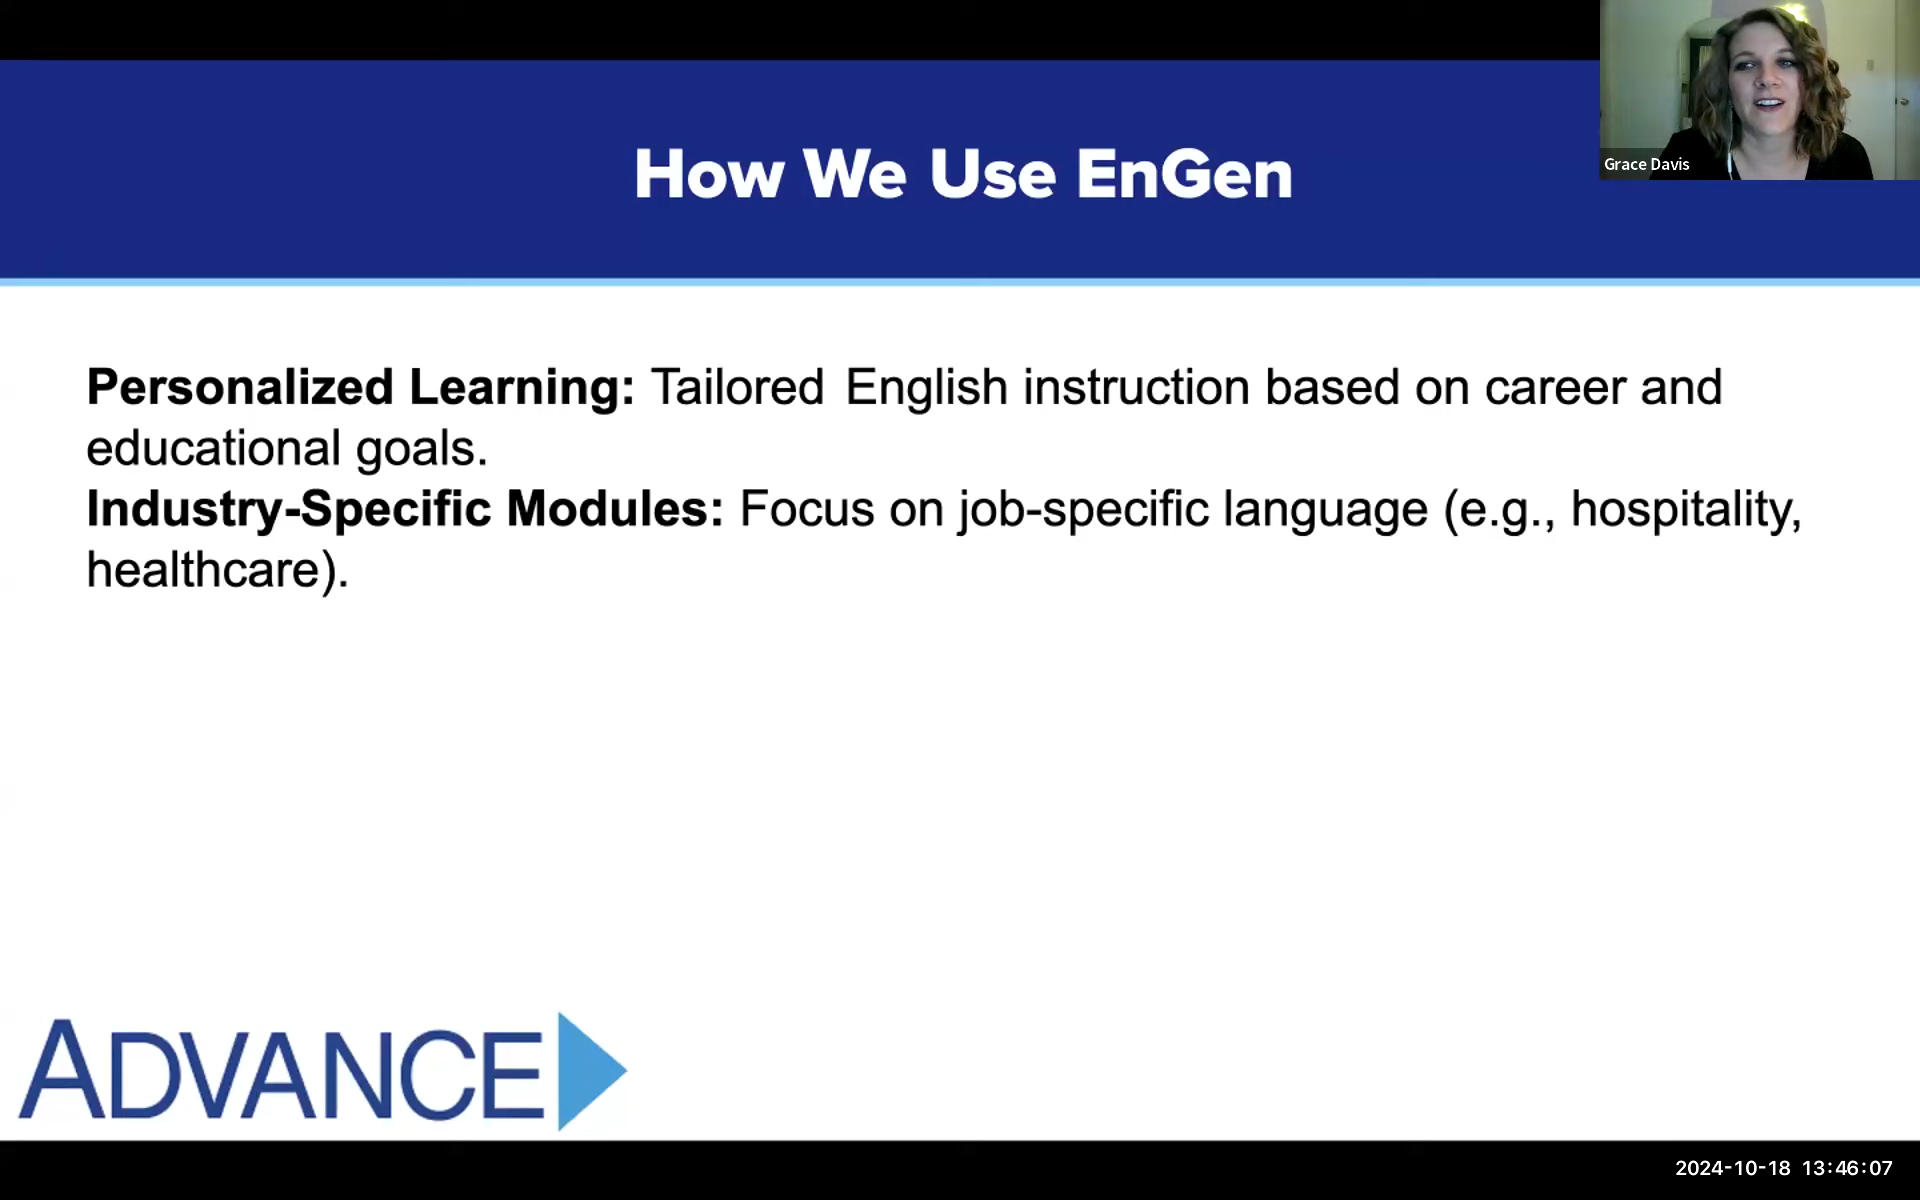 How We Use EnGen
Grace Davis
Personalized Learning: Tailored English instruction based on career and
educational goals.
Industry-Specific Modules: Focus on job-specific language (e.g., hospitality,
healthcare).
ADVANCE
2024-10-18 13:46:07